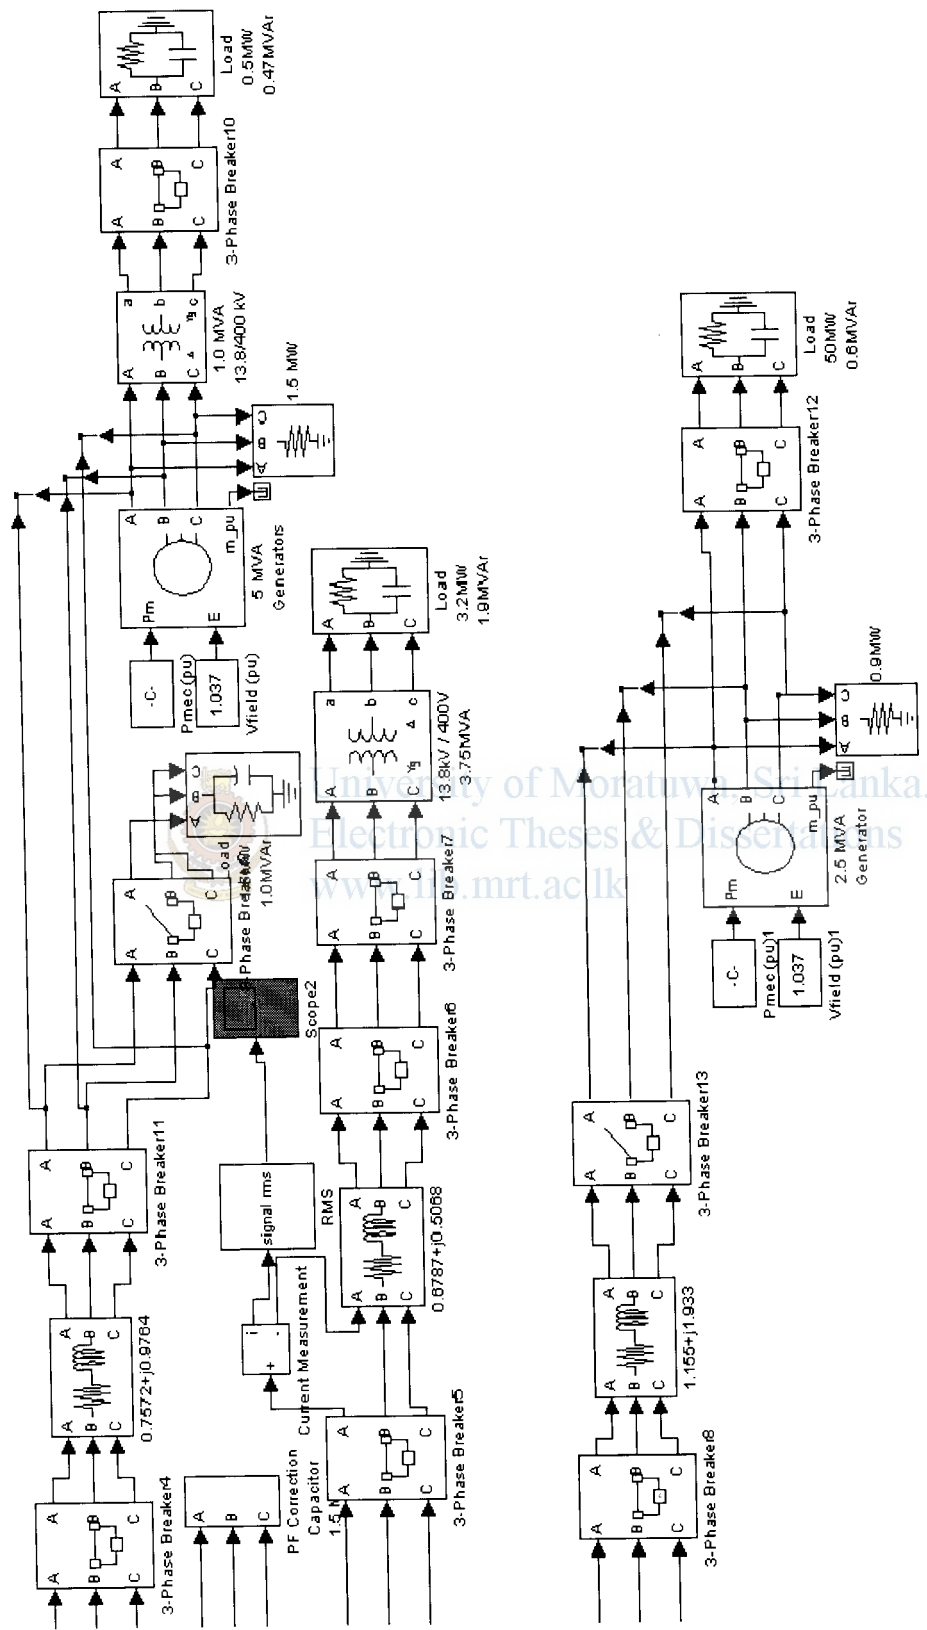 A
B
C
Load
0.5MW
0.47MVAr
A
B
C
A
B
C
3-Phase Breaker10
A
B
C
a
b
c
Yg
1.0 MVA
13.8/400 kV
1.5 MW
A
B
C
A
B
C
m_pu
Pm
E
5 MVA
Generators
-C-
Pmec(pu)
1.037
Vfield (pu)
A
B
C
Load
1.0MVAr
A
B
C
3-Phase Breaker11
A
B
C
A
B
C
0.7572+j0.9764
A
B
C
A
B
C
3-Phase Breaker4
A
B
C
A
B
C
PF Correction
Capacitor
Scope2
signal rms
RMS
i
+
-
Current Measurement
A
B
C
Load
3.2MW
1.9MVAr
a
b
c
A
B
C
Yg
13.8kV / 400V
3.75MVA
A
B
C
A
B
C
3-Phase Breaker7
A
B
C
A
B
C
3-Phase Breaker6
A
B
C
A
B
C
0.6787+j0.5068
A
B
C
A
B
C
3-Phase Breaker5
A
B
C
Load
50MW
0.6MVAr
A
B
C
A
B
C
3-Phase Breaker12
A
B
C
0.9MW
A
B
C
m_pu
Pm
E
2.5 MVA
Generator
-C-
Pmec(pu)1
1.037
Vfield (pu)1
A
B
C
A
B
C
3-Phase Breaker13
A
B
C
A
B
C
1.155+j1.933
A
B
C
A
B
C
3-Phase Breaker8
University of Moratuwa, Sri Lanka.
Electronic Theses & Dissertations
www.lib.mrt.ac.lk